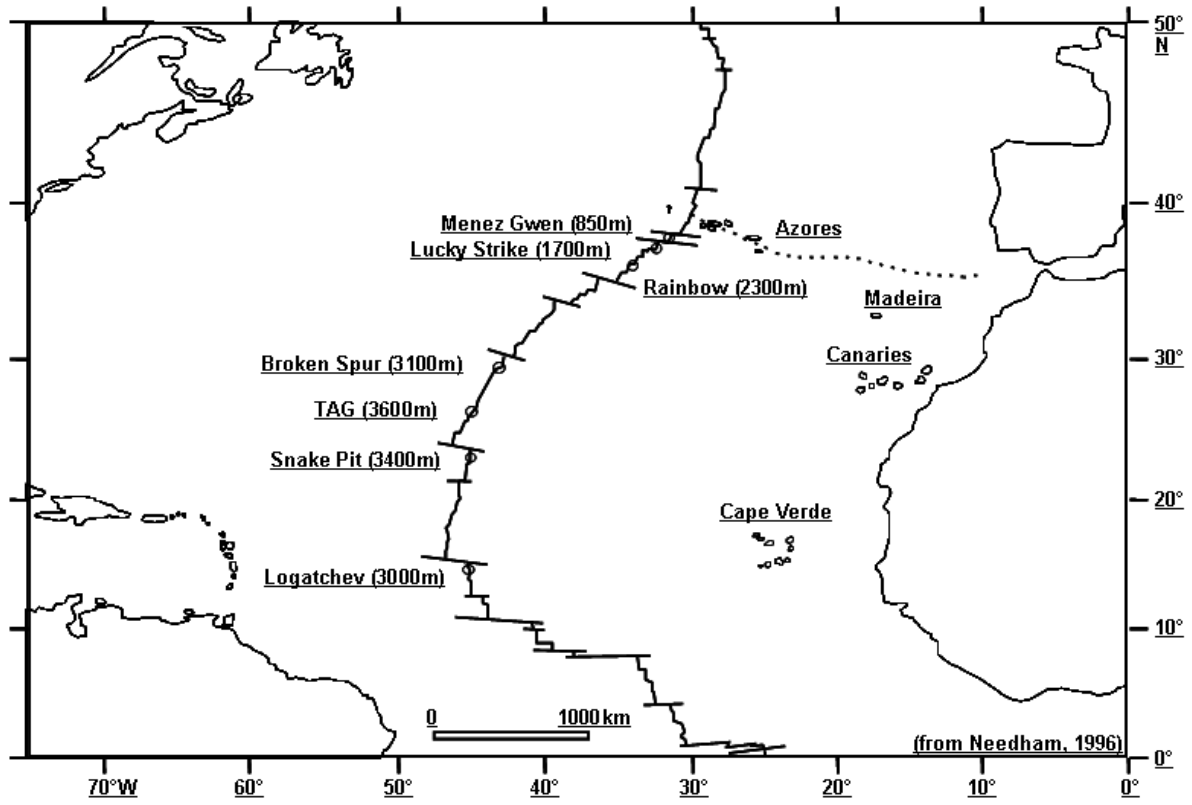 50°
N
40°
Menez Gwen (850m)
Azores
Lucky Strike (1700m)
Rainbow (2300m)
Madeira
Canaries
30°
Broken Spur (3100m)
TAG (3600m)
Snake Pit (3400m)
20°
Cape Verde
Logatchev (3000m)
10°
0 1000 km
(from Needham, 1996)
0°
70°W 60° 50° 40° 30° 20° 10° 0°